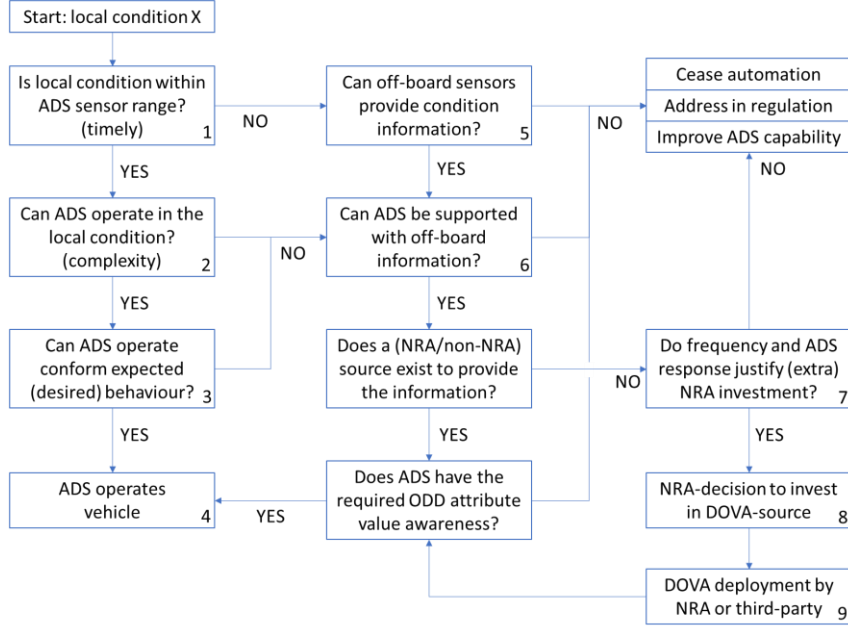 Start: local condition X
Is local condition within
ADS sensor range?
(timely)
1
NO
YES
Can off-board sensors
provide condition
information?
5
NO
YES
Cease automation
Address in regulation
Improve ADS capability
NO
Can ADS operate in the
local condition?
(complexity)
2
NO
YES
Can ADS be supported
with off-board
information?
6
YES
Can ADS operate
conform expected
(desired) behaviour?
3
YES
Does a (NRA/non-NRA)
source exist to provide
the information?
NO
YES
Do frequency and ADS
response justify (extra)
NRA investment?
7
YES
ADS operates
vehicle
4
YES
Does ADS have the
required ODD attribute
value awareness?
NRA-decision to invest
in DOVA-source
8
DOVA deployment by
NRA or third-party
9